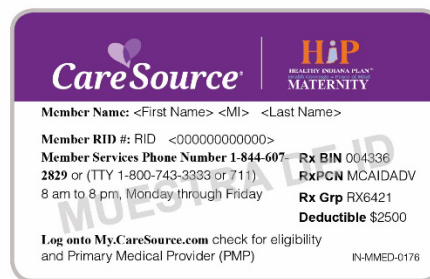 CareSource
HIP
HEALTHY INDIANA PLAN
MATERNITY
Member Name: <First Name> <MI> <Last Name>
Member RID #: RID <000000000000>
Member Services Phone Number 1-844-607-
2829 or (TTY 1-800-743-3333 or 711)
8 am to 8 pm, Monday through Friday
Rx BIN 004336
RxPCN MCAIDADV
Rx Grp RX6421
Deductible $2500
MUESTRA DE ID
Log onto My.CareSource.com check for eligibility
and Primary Medical Provider (PMP)
IN-MMED-0176